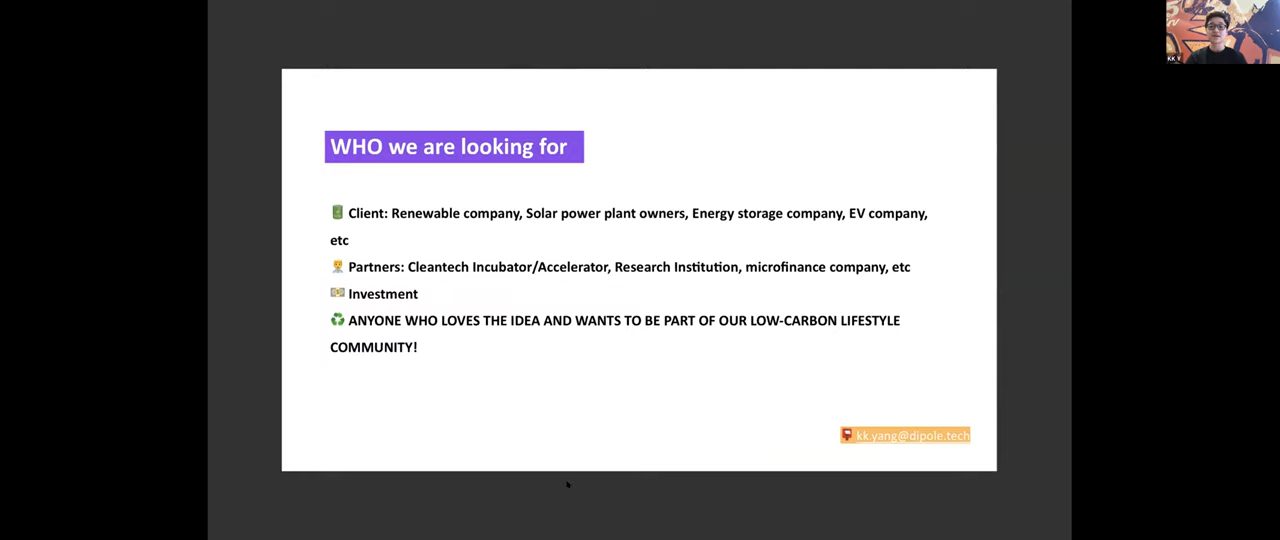 KK Y
WHO we are looking for
Client: Renewable company, Solar power plant owners, Energy storage company, EV company,
etc
Partners: Cleantech Incubator/Accelerator, Research Institution, microfinance company, etc
Investment
ANYONE WHO LOVES THE IDEA AND WANTS TO BE PART OF OUR LOW-CARBON LIFESTYLE
COMMUNITY!
kk.yang@dipole.tech